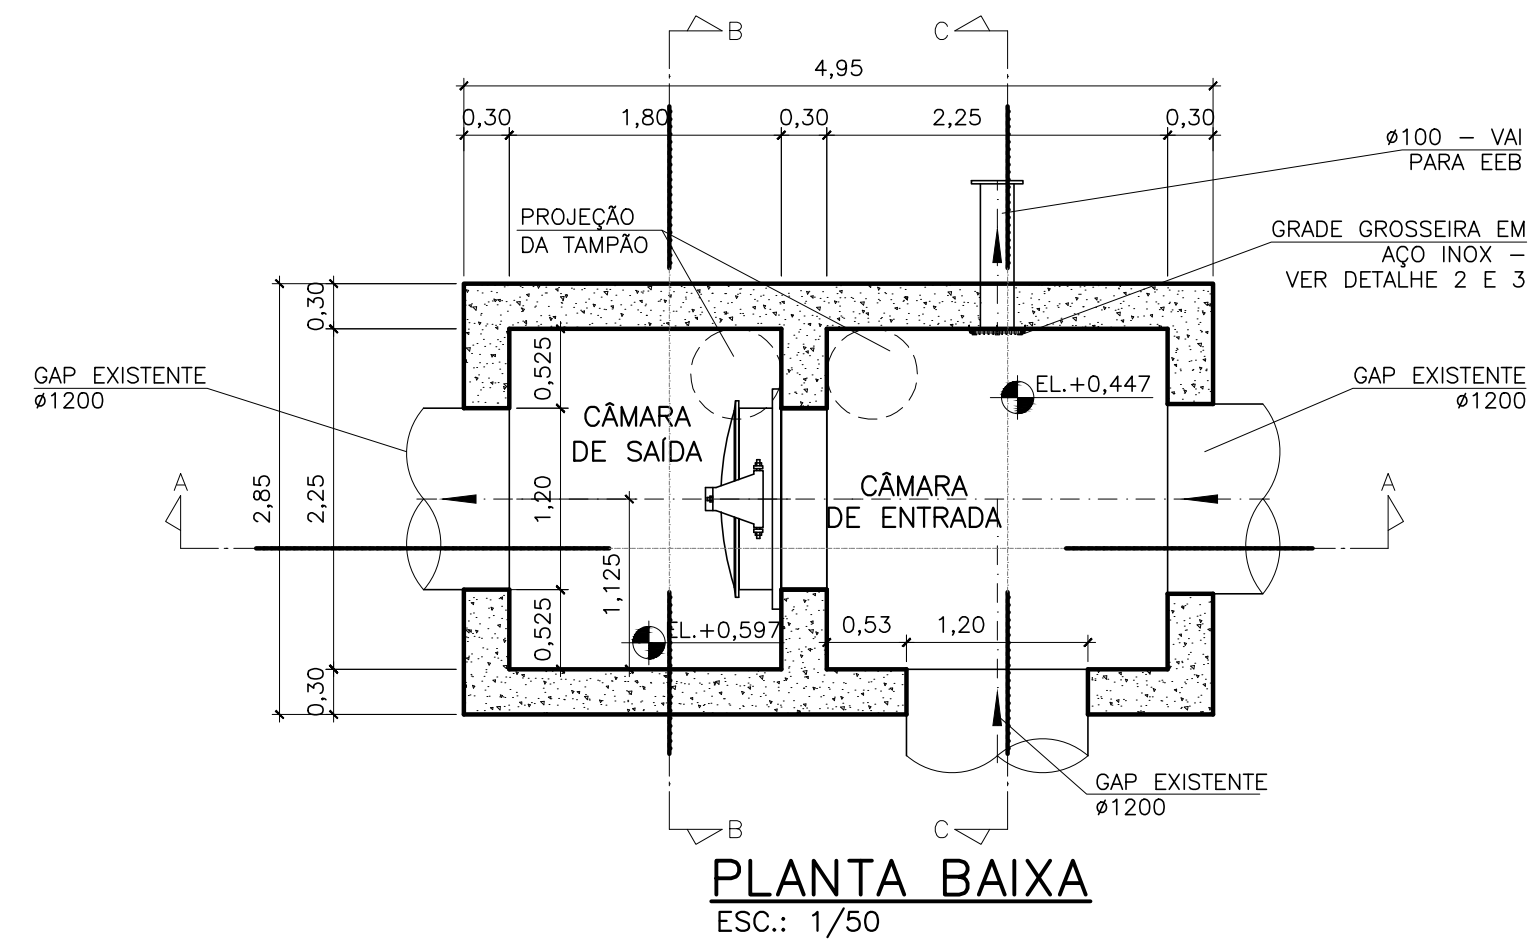 B
C
4,95
0,30
1,80
0,30
2,25
0,30
ø100 – VAI
PARA EEB
PROJEÇÃO
DA TAMPÃO
GRADE GROSSEIRA EM
AÇO INOX –
VER DETALHE 2 E 3
0,30
0,525
GAP EXISTENTE
ø1200
EL.+0,447
GAP EXISTENTE
ø1200
CÂMARA
DE SAÍDA
CÂMARA
DE ENTRADA
A
A
2,85
2,25
1,20
1,125
0,525
0,30
EL.+0,597
0,53
1,20
GAP EXISTENTE
ø1200
B
C
PLANTA BAIXA
ESC.: 1/50